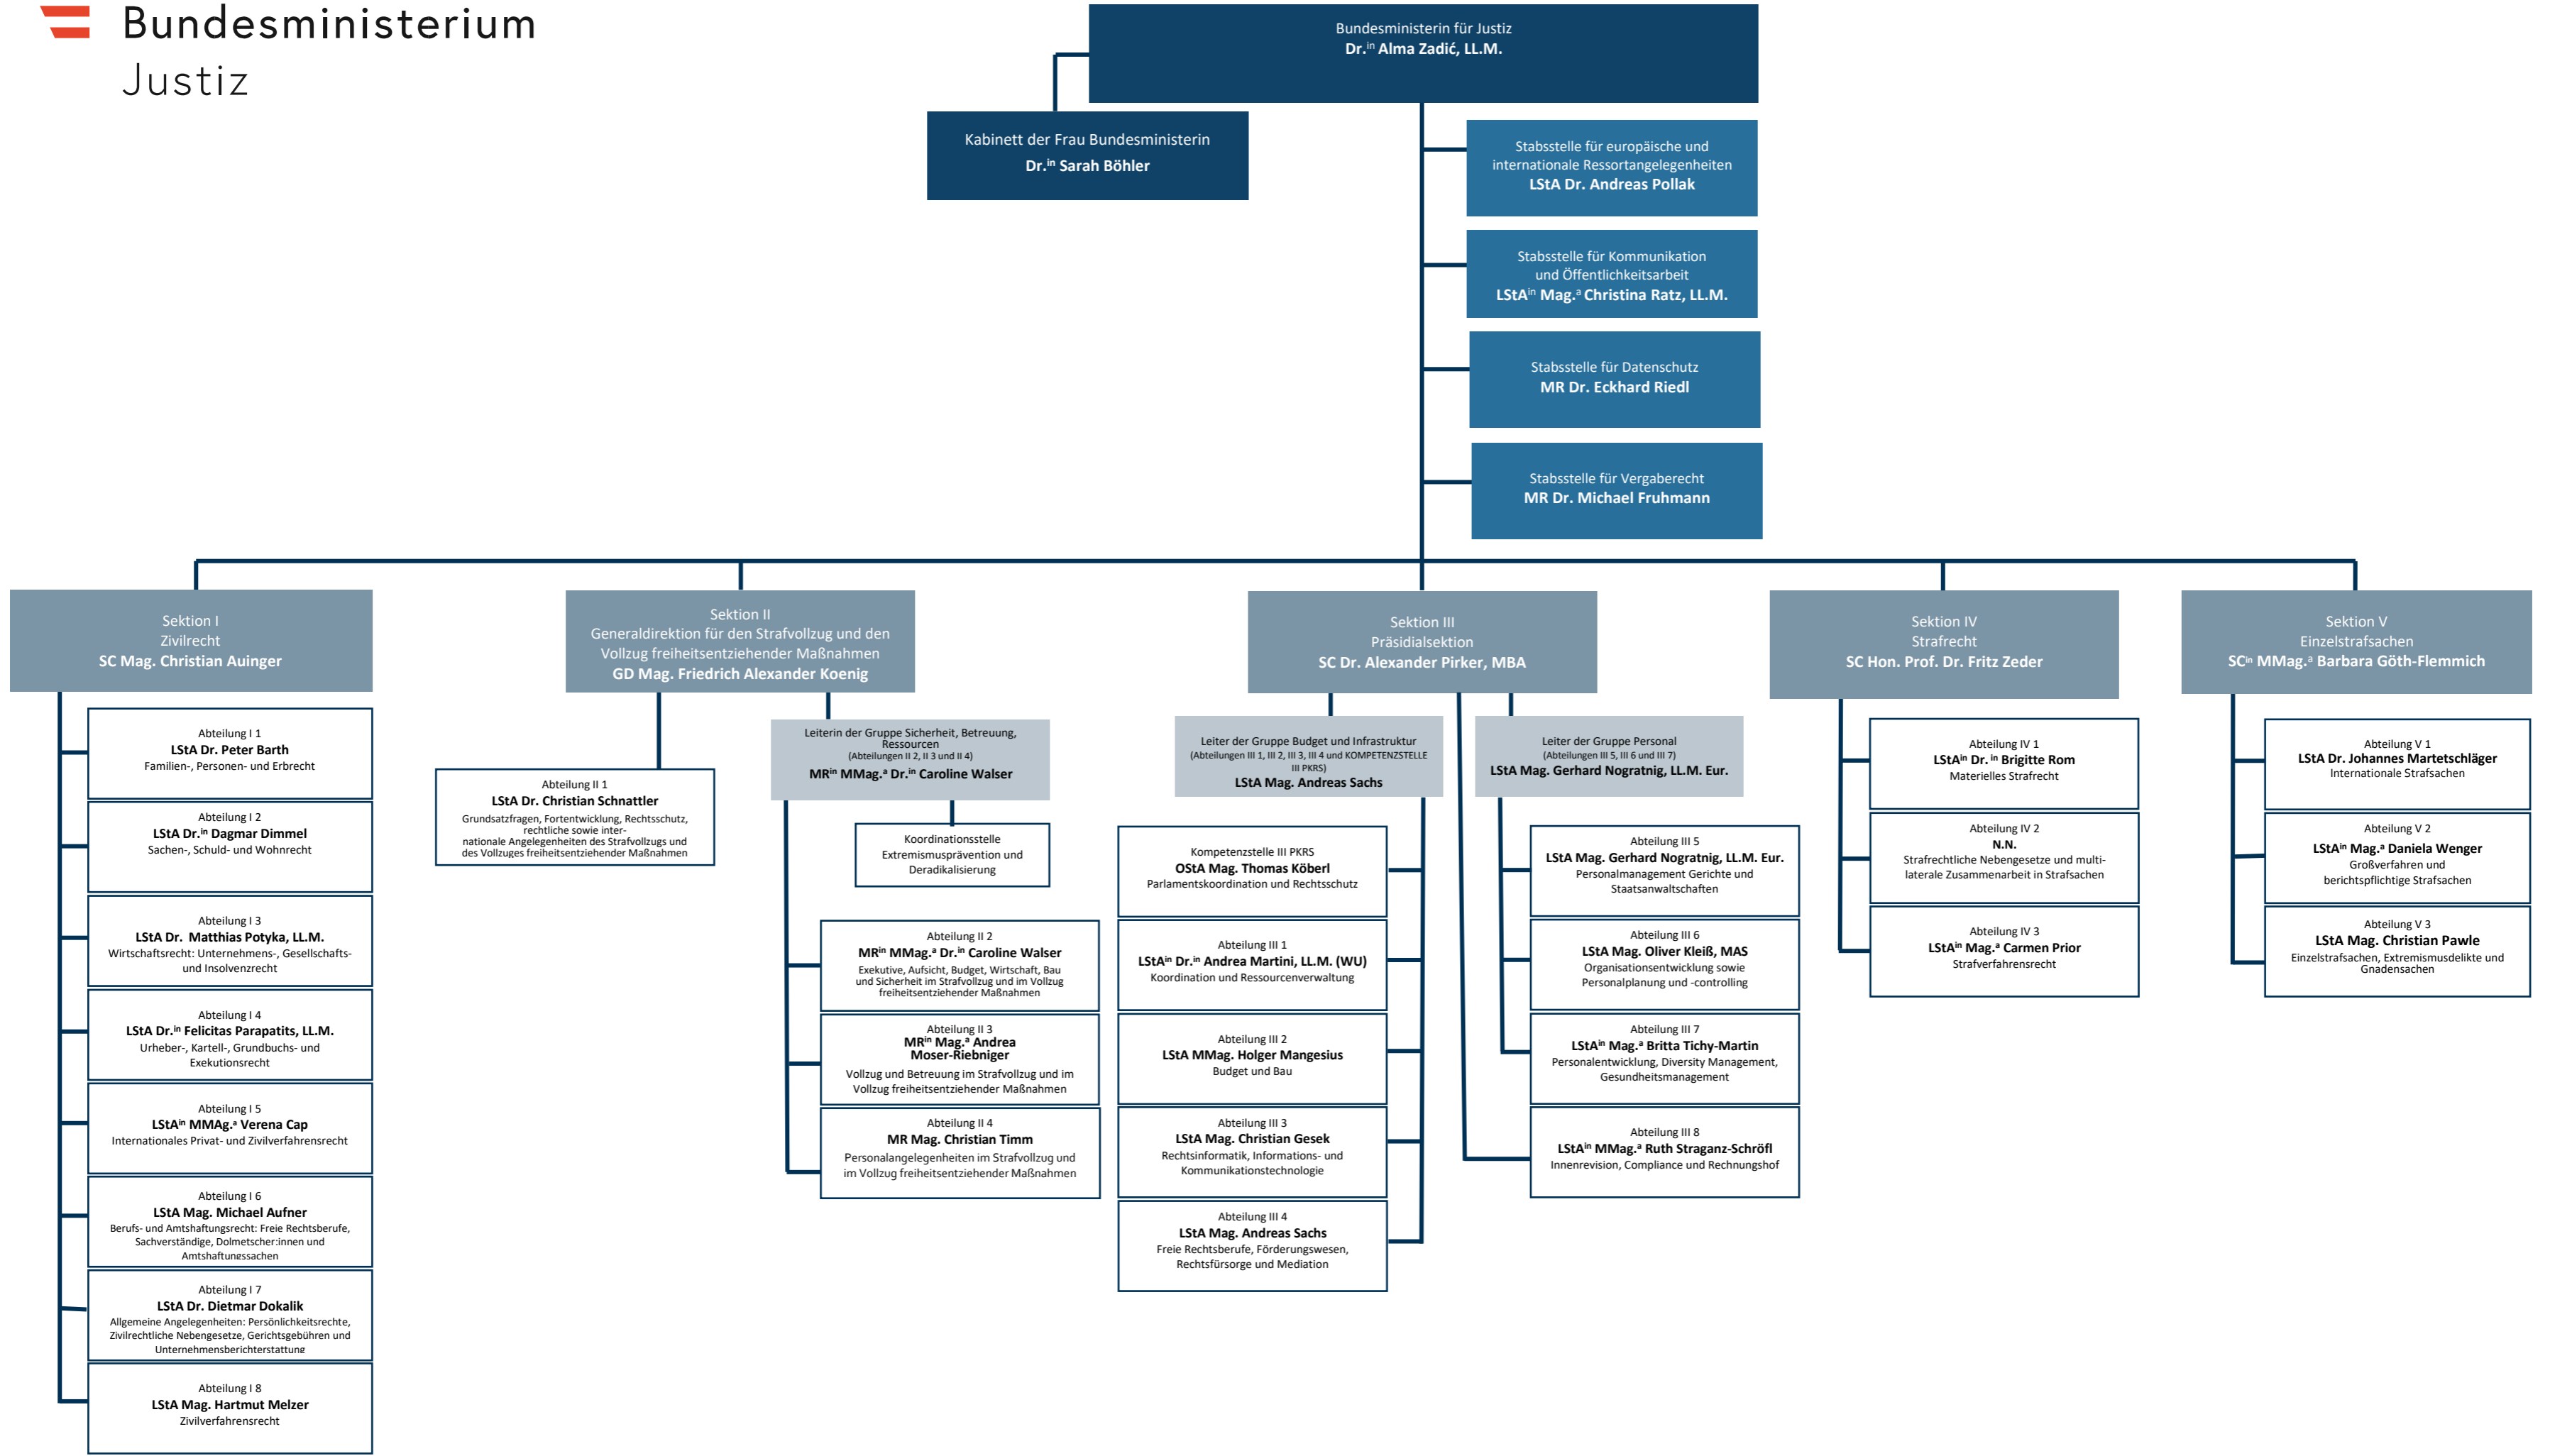 Bundesministerium
Justiz
Bundesministerin für Justiz
Dr.in Alma Zadić, LL.M.
Kabinett der Frau Bundesministerin
Dr.in Sarah Böhler
Stabsstelle für europäische und
internationale Ressortangelegenheiten
LStA Dr. Andreas Pollak
Stabsstelle für Kommunikation
und Öffentlichkeitsarbeit
LStAin Mag.a Christina Ratz, LL.M.
Stabsstelle für Datenschutz
MR Dr. Eckhard Riedl
Stabsstelle für Vergaberecht
MR Dr. Michael Fruhmann
Sektion I
Zivilrecht
SC Mag. Christian Auinger
Abteilung I 1
LStA Dr. Peter Barth
Familien-, Personen- und Erbrecht
Abteilung I 2
LStA Dr.in Dagmar Dimmel
Sachen-, Schuld- und Wohnrecht
Abteilung I 3
LStA Dr. Matthias Potyka, LL.M.
Wirtschaftsrecht: Unternehmens-, Gesellschafts-
und Insolvenzrecht
Abteilung I 4
LStA Dr.in Felicitas Parapatits, LL.M.
Urheber-, Kartell-, Grundbuchs- und
Exekutionsrecht
Abteilung I 5
LStAin MMAg.a Verena Cap
Internationales Privat- und Zivilverfahrensrecht
Abteilung I 6
LStA Mag. Michael Aufner
Berufs- und Amtshaftungsrecht: Freie Rechtsberufe,
Sachverständige, Dolmetscher:innen und
Amtshaftungssachen
Abteilung I 7
LStA Dr. Dietmar Dokalik
Allgemeine Angelegenheiten: Persönlichkeitsrechte,
Zivilrechtliche Nebengesetze, Gerichtsgebühren und
Unternehmensberichterstattung
Abteilung I 8
LStA Mag. Hartmut Melzer
Zivilverfahrensrecht
Sektion II
Generaldirektion für den Strafvollzug und den
Vollzug freiheitsentziehender Maßnahmen
GD Mag. Friedrich Alexander Koenig
Abteilung II 1
LStA Dr. Christian Schnattler
Grundsatzfragen, Fortentwicklung, Rechtsschutz,
rechtliche sowie inter-
nationale Angelegenheiten des Strafvollzugs und
des Vollzuges freiheitsentziehender Maßnahmen
Leiterin der Gruppe Sicherheit, Betreuung,
Ressourcen
(Abteilungen II 2, II 3 und II 4)
MRin MMag.a Dr.in Caroline Walser
Koordinationsstelle
Extremismusprävention und
Deradikalisierung
Abteilung II 2
MRin MMag.a Dr.in Caroline Walser
Exekutive, Aufsicht, Budget, Wirtschaft, Bau
und Sicherheit im Strafvollzug und im Vollzug
freiheitsentziehender Maßnahmen
Abteilung II 3
MRin Mag.a Andrea
Moser-Riebniger
Vollzug und Betreuung im Strafvollzug und im
Vollzug freiheitsentziehender Maßnahmen
Abteilung II 4
MR Mag. Christian Timm
Personalangelegenheiten im Strafvollzug und
im Vollzug freiheitsentziehender Maßnahmen
Sektion III
Präsidialsektion
SC Dr. Alexander Pirker, MBA
Leiter der Gruppe Budget und Infrastruktur
(Abteilungen III 1, III 2, III 3, III 4 und KOMPETENZSTELLE
III PKRS)
LStA Mag. Andreas Sachs
Kompetenzstelle III PKRS
OStA Mag. Thomas Köberl
Parlamentskoordination und Rechtsschutz
Abteilung III 1
LStAin Dr.in Andrea Martini, LL.M. (WU)
Koordination und Ressourcenverwaltung
Abteilung III 2
LStA MMag. Holger Mangesius
Budget und Bau
Abteilung III 3
LStA Mag. Christian Gesek
Rechtsinformatik, Informations- und
Kommunikationstechnologie
Abteilung III 4
LStA Mag. Andreas Sachs
Freie Rechtsberufe, Förderungswesen,
Rechtsfürsorge und Mediation
Leiter der Gruppe Personal
(Abteilungen III 5, III 6 und III 7)
LStA Mag. Gerhard Nogratnig, LL.M. Eur.
Abteilung III 5
LStA Mag. Gerhard Nogratnig, LL.M. Eur.
Personalmanagement Gerichte und
Staatsanwaltschaften
Abteilung III 6
LStA Mag. Oliver Kleiß, MAS
Organisationsentwicklung sowie
Personalplanung und -controlling
Abteilung III 7
LStAin Mag.a Britta Tichy-Martin
Personalentwicklung, Diversity Management,
Gesundheitsmanagement
Abteilung III 8
LStAin MMag.a Ruth Straganz-Schröfl
Innenrevision, Compliance und Rechnungshof
Sektion IV
Strafrecht
SC Hon. Prof. Dr. Fritz Zeder
Abteilung IV 1
LStAin Dr. in Brigitte Rom
Materielles Strafrecht
Abteilung IV 2
N.N.
Strafrechtliche Nebengesetze und multi-
laterale Zusammenarbeit in Strafsachen
Abteilung IV 3
LStAin Mag.a Carmen Prior
Strafverfahrensrecht
Sektion V
Einzelstrafsachen
SCin MMag.a Barbara Göth-Flemmich
Abteilung V 1
LStA Dr. Johannes Martetschläger
Internationale Strafsachen
Abteilung V 2
LStAin Mag.a Daniela Wenger
Großverfahren und
berichtspflichtige Strafsachen
Abteilung V 3
LStA Mag. Christian Pawle
Einzelstrafsachen, Extremismusdelikte und
Gnadensachen